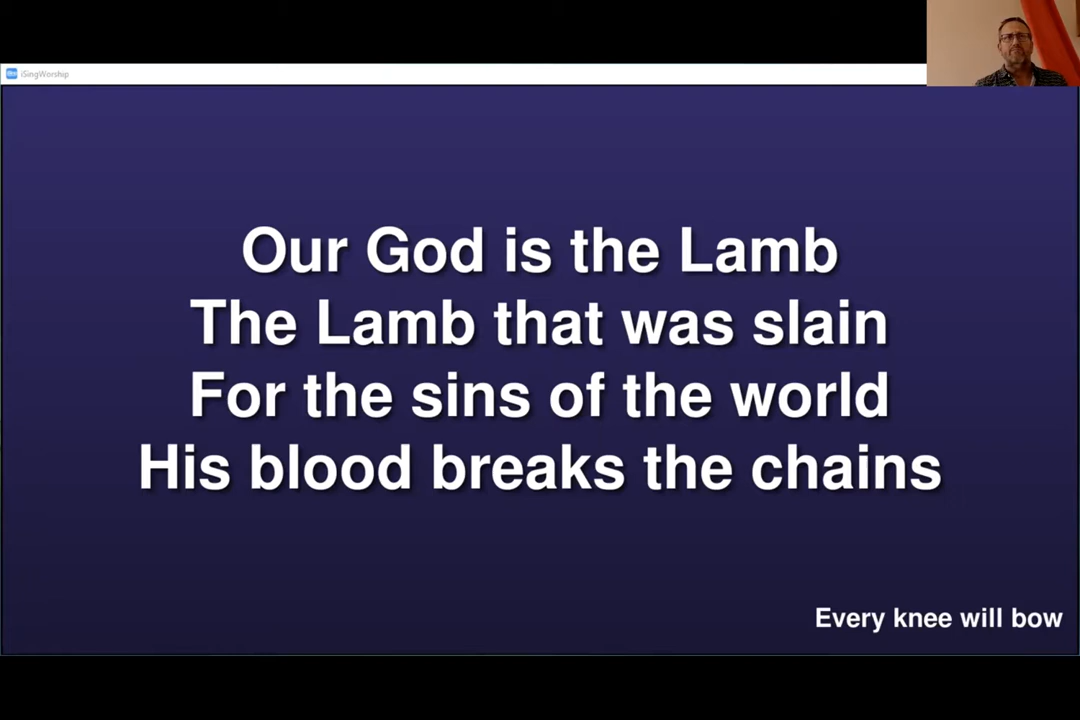 iSingWorship
Our God is the Lamb
The Lamb that was slain
For the sins of the world
His blood breaks the chains
Every knee will bow